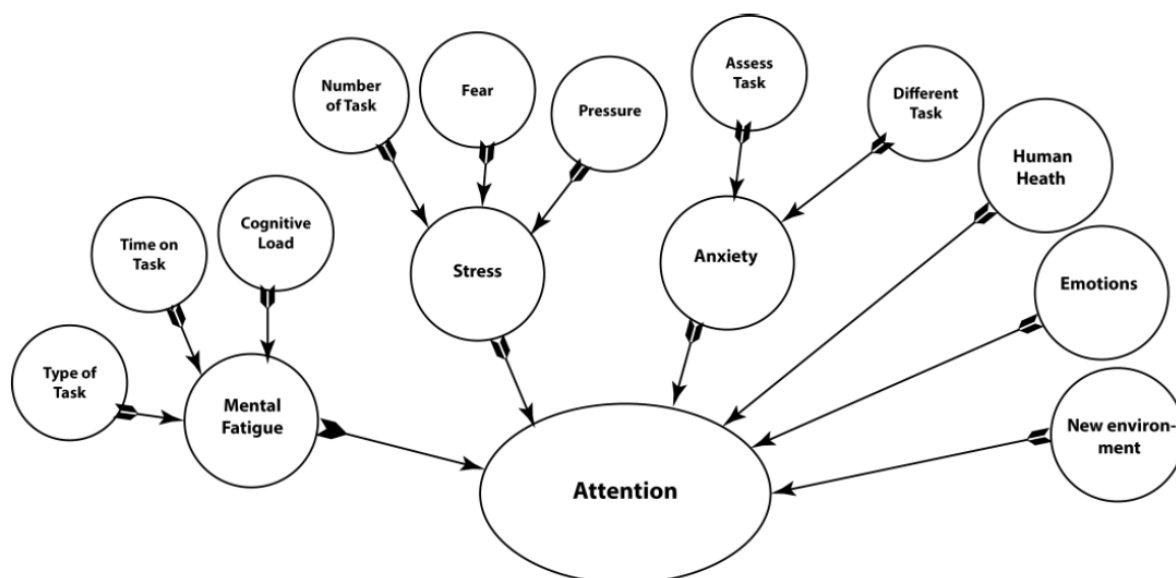 Number
of Task
Fear
Pressure
Assess
Task
Different
Task
Human
Heath
Time on
Task
Cognitive
Load
Stress
Anxiety
Emotions
Type of
Task
Mental
Fatigue
New environ-
ment
Attention